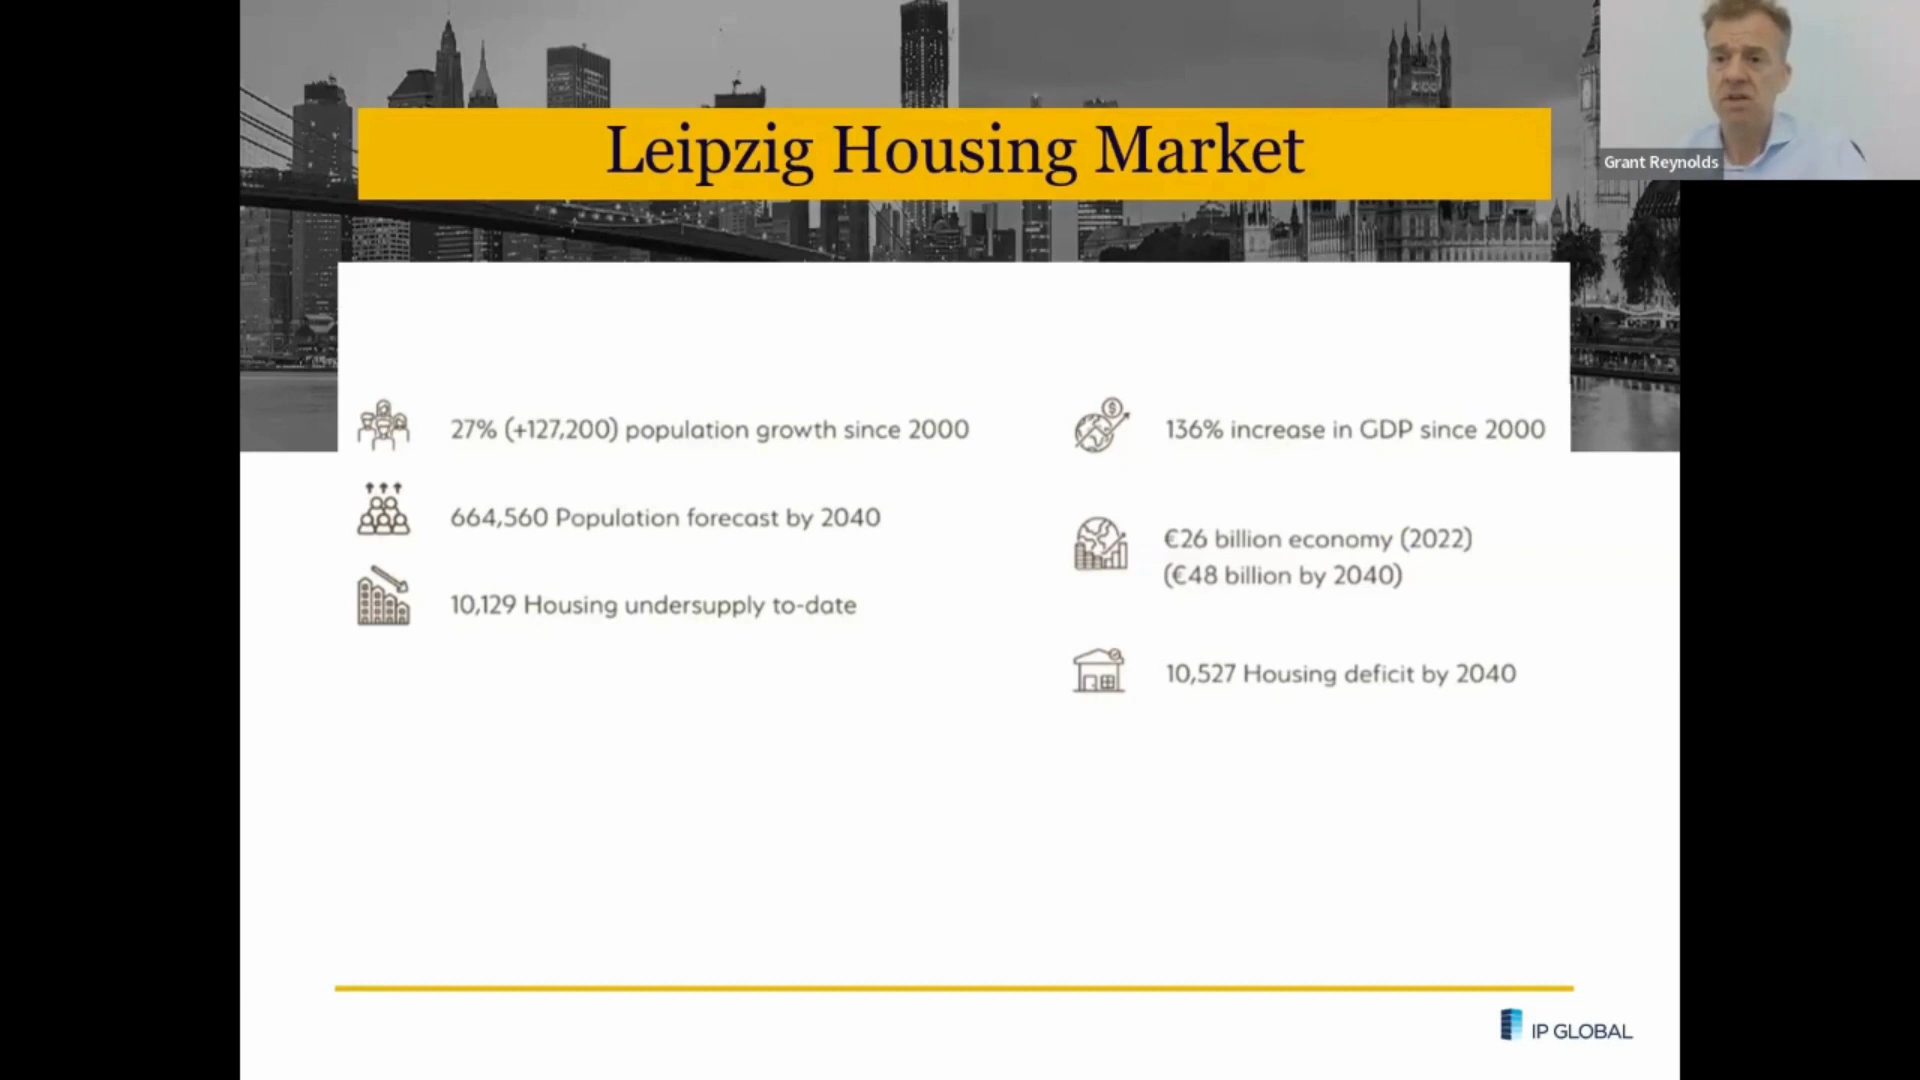 Leipzig Housing Market
Grant Reynolds
27% (+127,200) population growth since 2000
664,560 Population forecast by 2040
10,129 Housing undersupply to-date
136% increase in GDP since 2000
€26 billion economy (2022)
(€48 billion by 2040)
10,527 Housing deficit by 2040
IP GLOBAL